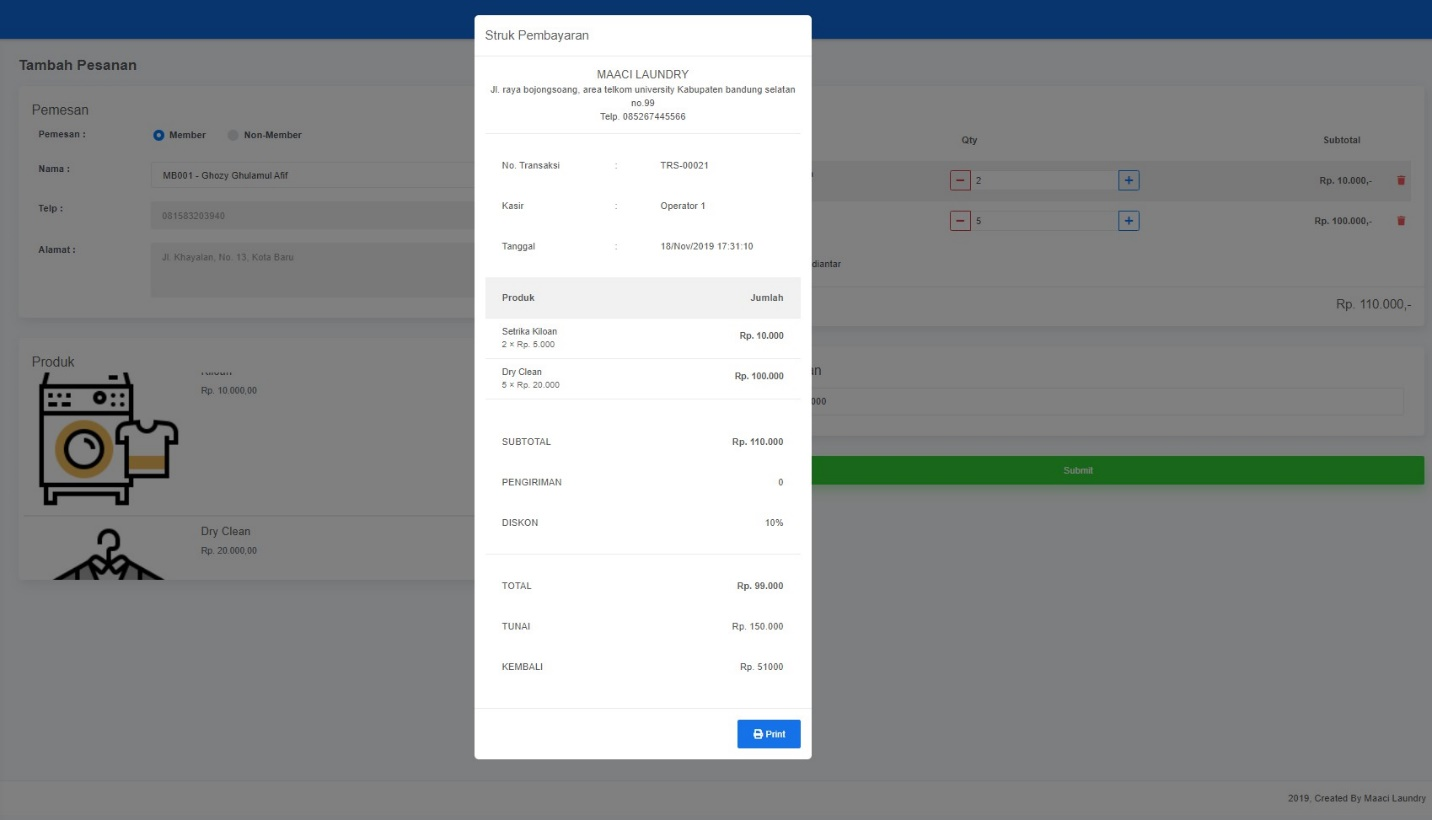 Struk Pembayaran
MAACI LAUNDRY
Jl. raya bojongsoang, area telkom university Kabupaten bandung selatan
no.99
Telp. 085267445566
No. Transaksi : TRS-00021
Kasir : Operator 1
Tanggal : 18/Nov/2019 17:31:10
Produk Jumlah
Setrika Kiloan Rp. 10.000
2 × Rp. 5.000
Dry Clean Rp. 100.000
5 × Rp. 20.000
SUBTOTAL Rp. 110.000
PENGIRIMAN 0
DISKON 10%
TOTAL Rp. 99.000
TUNAI Rp. 150.000
KEMBALI Rp. 51000
Print
Tambah Pesanan
Pemesan
Pemesan : Member Non-Member
Nama : MB001 - Ghozy Ghulamul Afif
Telp : 081583203940
Alamat : Jl. Khayalan, No. 13, Kota Baru
Produk
Rp. 10.000,00
Dry Clean
Rp. 20.000,00
Qty Subtotal
2 Rp. 10.000,-
5 Rp. 100.000,-
diantar
Rp. 110.000,-
Submit
2019, Created By Maaci Laundry